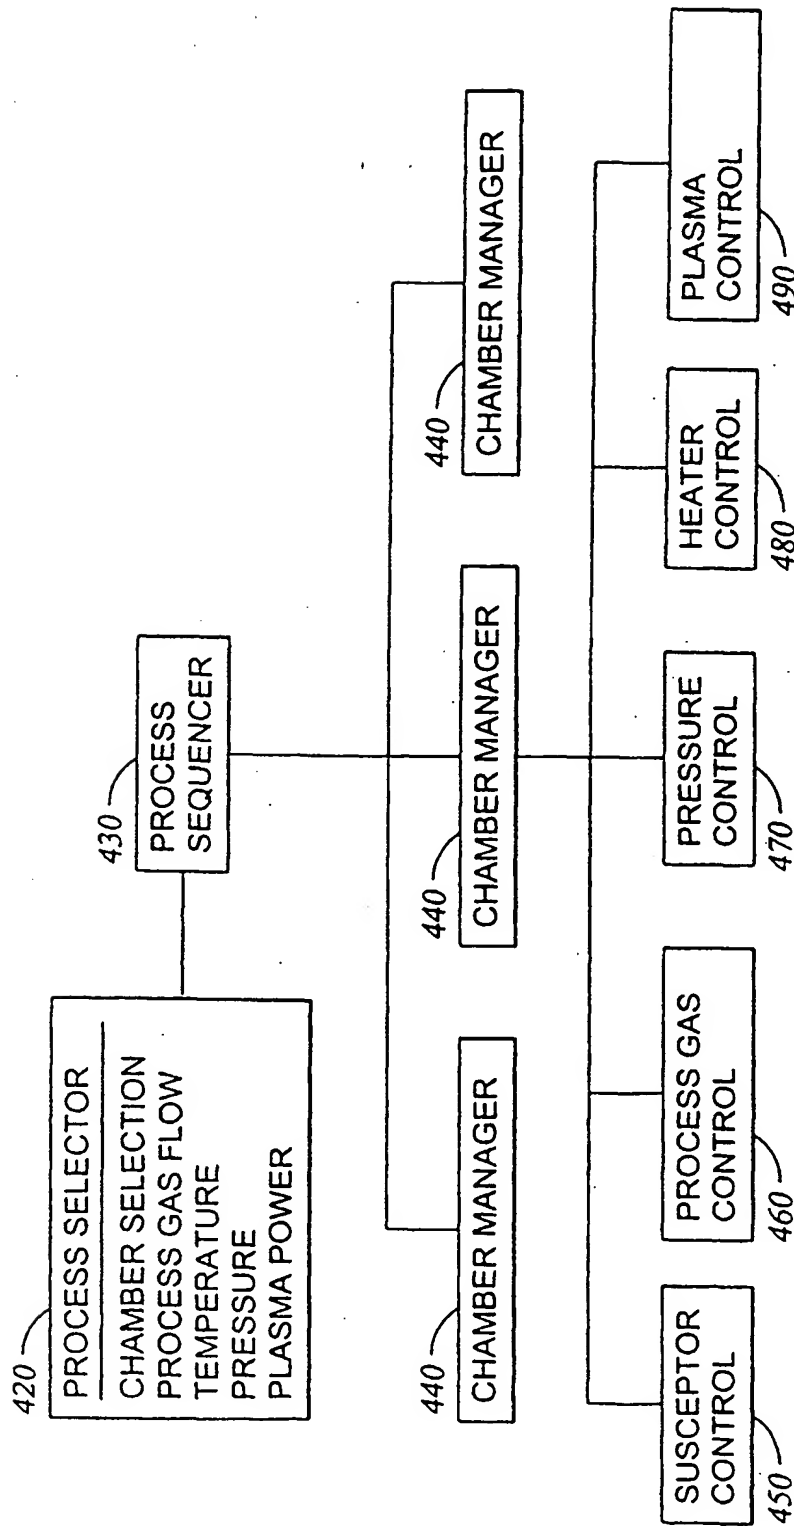 420
PROCESS SELECTOR
CHAMBER SELECTION
PROCESS GAS FLOW
TEMPERATURE
PRESSURE
PLASMA POWER
430
PROCESS
SEQUENCER
440
CHAMBER MANAGER
440
CHAMBER MANAGER
440
CHAMBER MANAGER
SUSCEPTOR
CONTROL
450
PROCESS GAS
CONTROL
460
PRESSURE
CONTROL
470
HEATER
CONTROL
480
PLASMA
CONTROL
490